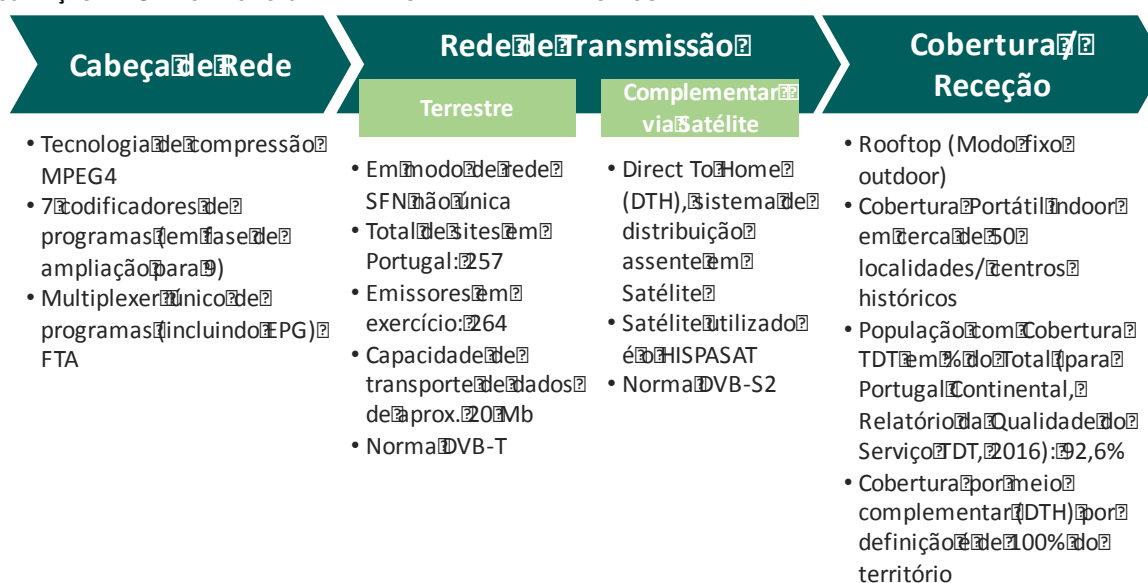 Cabeça de Rede
Rede de Transmissão
Terrestre
Complementar
via Satélite
Cobertura /
Receção
• Tecnologia de compressão
MPEG4
• 7 codificadores de
programas (em fase de
ampliação para 9)
• Multiplexer único de
programas (incluindo EPG)
FTA
• Em modo de rede
SFN não única
• Total de sites em
Portugal: 257
• Emissores em
exercício: 264
• Capacidade de
transporte de dados
de aprox. 20 Mb
• Norma DVB-T
• Direct To Home
(DTH), sistema de
distribuição
assente em
Satélite
• Satélite utilizado
é o HISPASAT
• Norma DVB-S2
• Rooftop (Modo fixo
outdoor)
• Cobertura Portátil Indoor
em cerca de 50
localidades/ centros
históricos
• População com Cobertura
TDT em % do Total (para
Portugal Continental,
Relatório da Qualidade do
Serviço TDT, 2016): 92,6%
• Cobertura por meio
complementar (DTH) por
definição é de 100% do
território